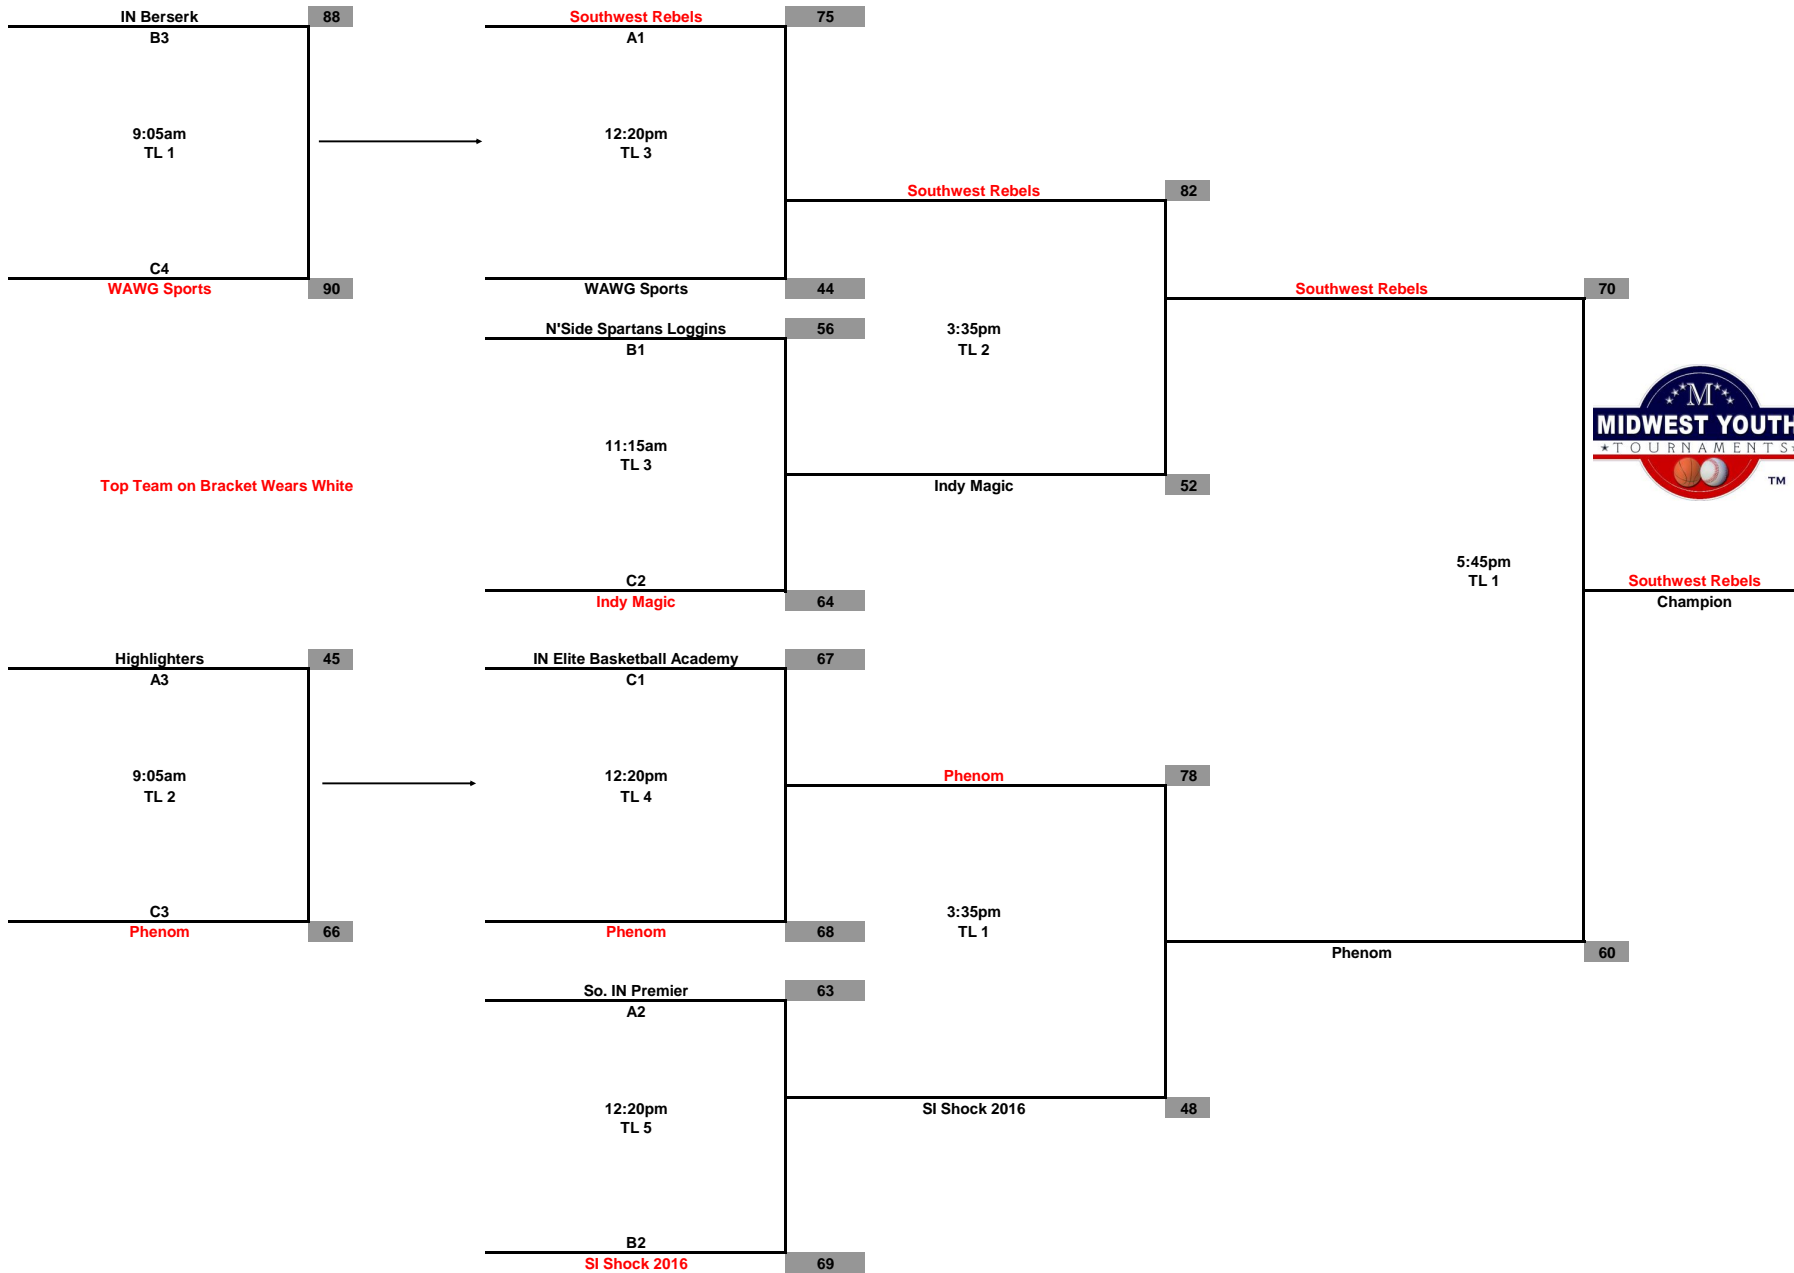 IN Berserk 88
B3
9:05am
TL 1
C4
WAWG Sports 90
Southwest Rebels 75
A1
12:20pm
TL 3
WAWG Sports 44
N'Side Spartans Loggins 56
B1
11:15am
TL 3
C2
Indy Magic 64
Top Team on Bracket Wears White
Highlighters 45
A3
9:05am
TL 2
C3
Phenom 66
IN Elite Basketball Academy 67
C1
12:20pm
TL 4
Phenom 68
So. IN Premier 63
A2
12:20pm
TL 5
B2
SI Shock 2016 69
Southwest Rebels 82
3:35pm
TL 2
Indy Magic 52
Phenom 78
3:35pm
TL 1
SI Shock 2016 48
Southwest Rebels 70
5:45pm
TL 1
Phenom 60
M
MIDWEST YOUTH
TOURNAMENTS
TM
Southwest Rebels
Champion